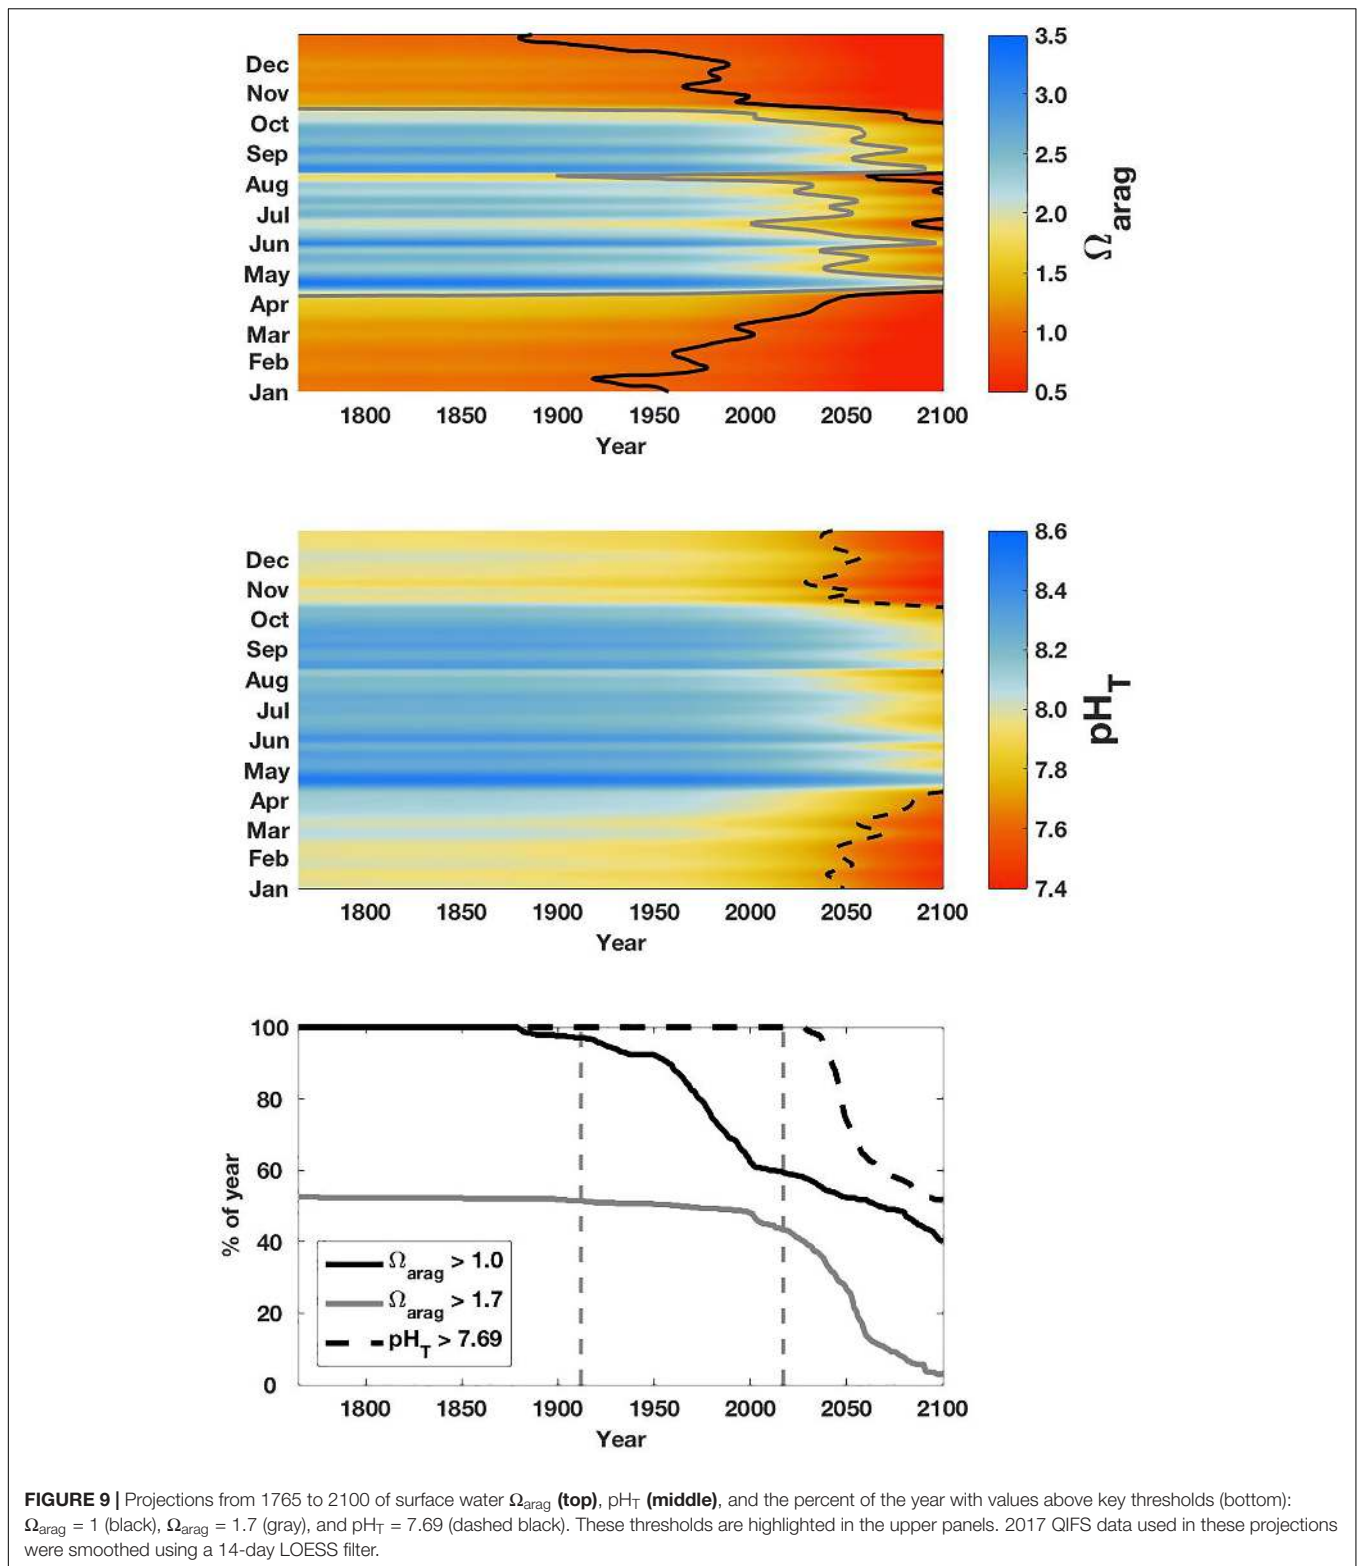 Dec
Nov
Oct
Sep
Aug
Jul
Jun
May
Apr
Mar
Feb
Jan
1800 1850 1900 1950 2000 2050 2100
Year
3.5
3.0
2.5
2.0
1.5
1.0
0.5
Ωarag
Dec
Nov
Oct
Sep
Aug
Jul
Jun
May
Apr
Mar
Feb
Jan
1800 1850 1900 1950 2000 2050 2100
Year
8.6
8.4
8.2
8.0
7.8
7.6
7.4
pHT
100
80
60
40
20
0
% of year
Ωarag > 1.0
Ωarag > 1.7
pHT > 7.69
1800 1850 1900 1950 2000 2050 2100
Year
FIGURE 9 | Projections from 1765 to 2100 of surface water Ωarag (top), pHT (middle), and the percent of the year with values above key thresholds (bottom):
Ωarag = 1 (black), Ωarag = 1.7 (gray), and pHT = 7.69 (dashed black). These thresholds are highlighted in the upper panels. 2017 QIFS data used in these projections
were smoothed using a 14-day LOESS filter.